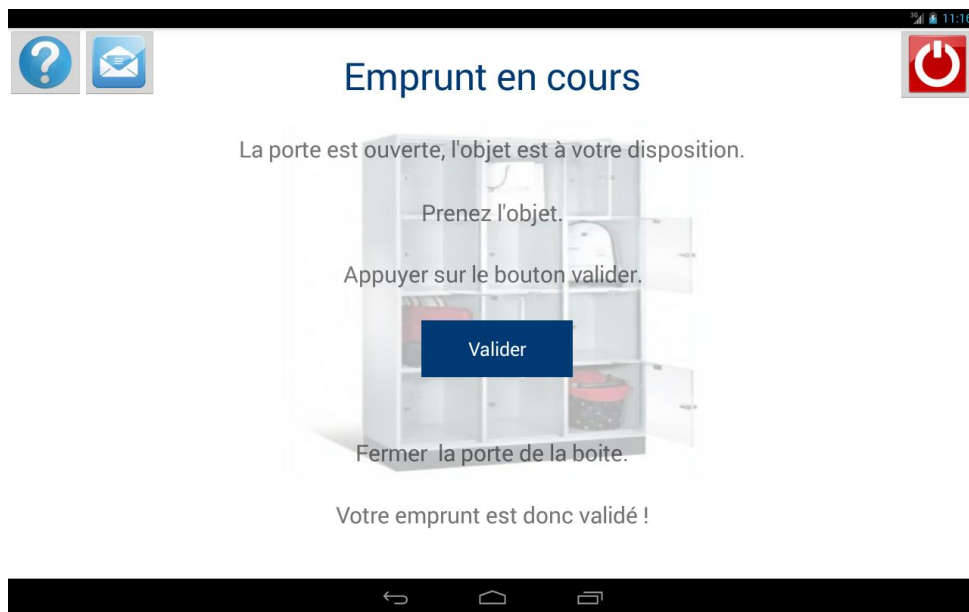 3G 11:16
Emprunt en cours
La porte est ouverte, l'objet est à votre disposition.
Prenez l'objet.
Appuyer sur le bouton valider.
Valider
Fermer  la porte de la boite.
Votre emprunt est donc validé !